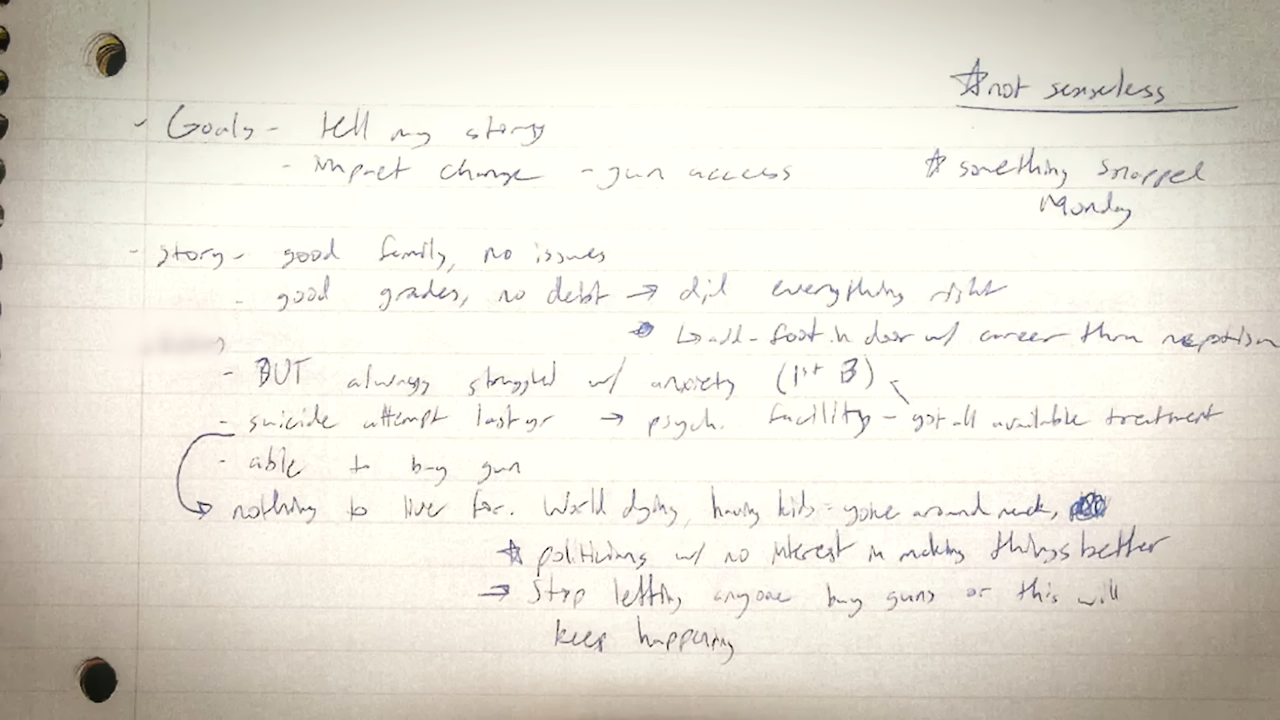 ☆ not senseless
- Goals - tell my story
- impact change - gun access
☆ something snapped
Monday
- Story - good family, no issues
- good grades, no debt → did everything right
foot in door w/ career thru nepotism
- BUT always struggled w/ anxiety (1st B)
- suicide attempt last yr → psych. facility - got all available treatment
- able to buy gun
nothing to live for. World dying, having kids = yoke around neck,
☆ politicians w/ no interest in making things better
→ Stop letting anyone buy guns or this will
keep happening